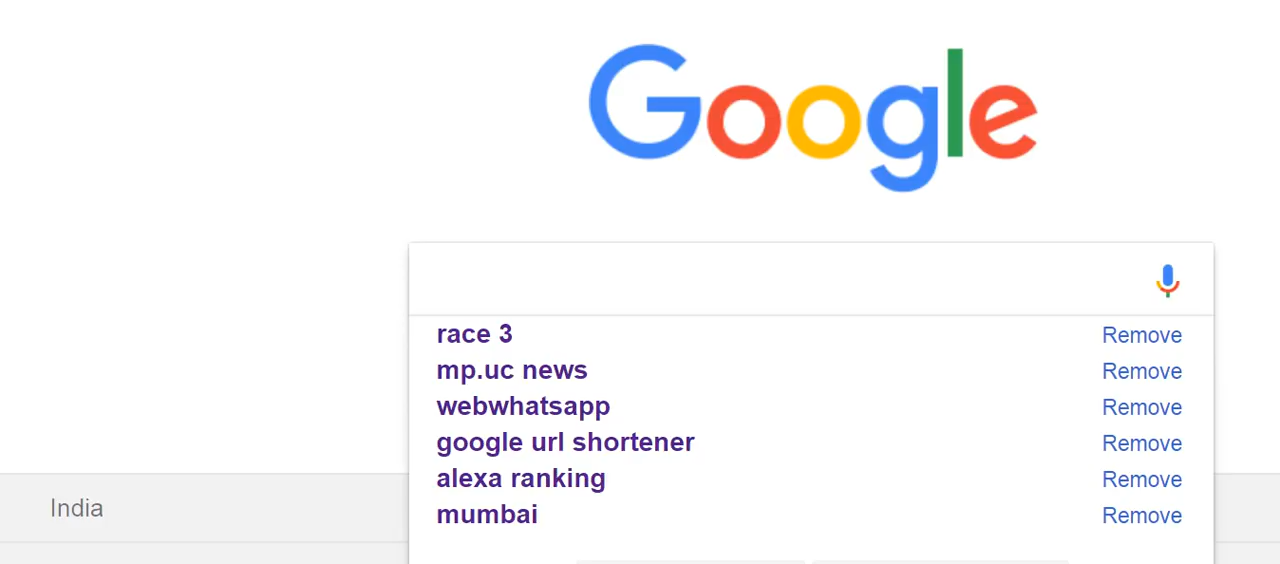 Google
race 3 Remove
mp.uc news Remove
webwhatsapp Remove
google url shortener Remove
alexa ranking Remove
India
mumbai Remove